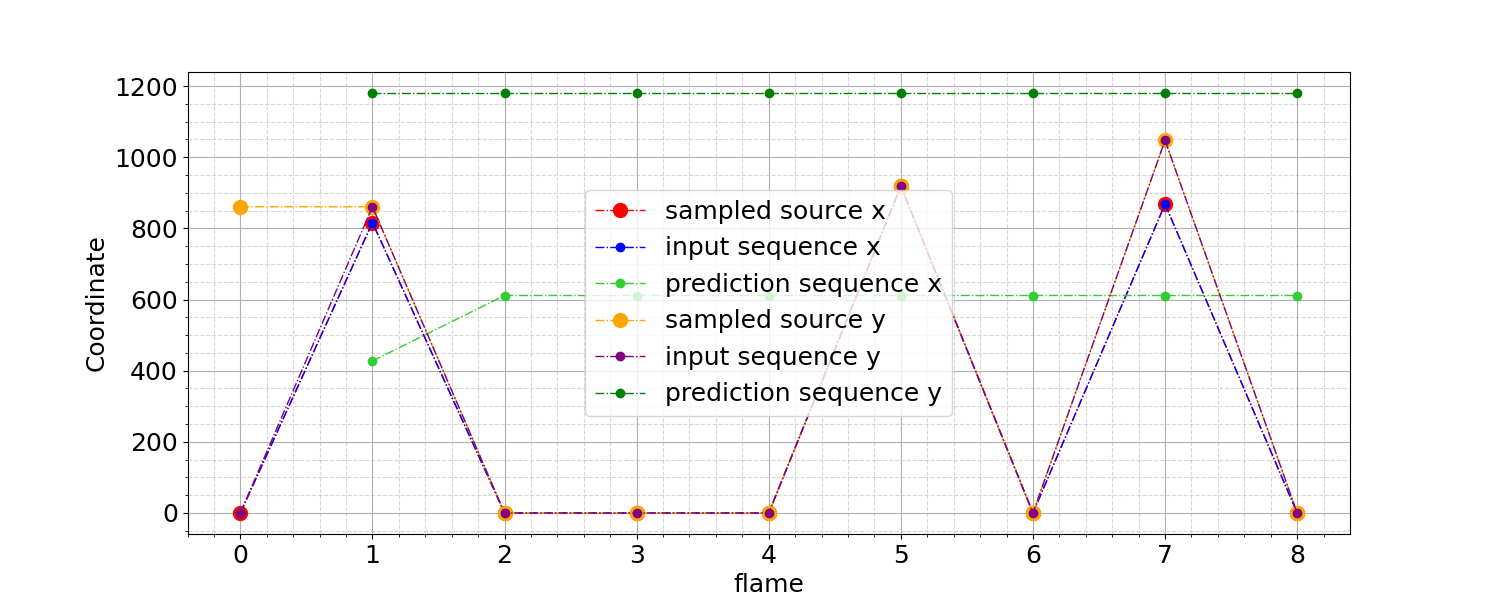 1200
1000
800
600
400
200
0
Coordinate
sampled source x
input sequence x
prediction sequence x
sampled source y
input sequence y
prediction sequence y
0 1 2 3 4 5 6 7 8
flame